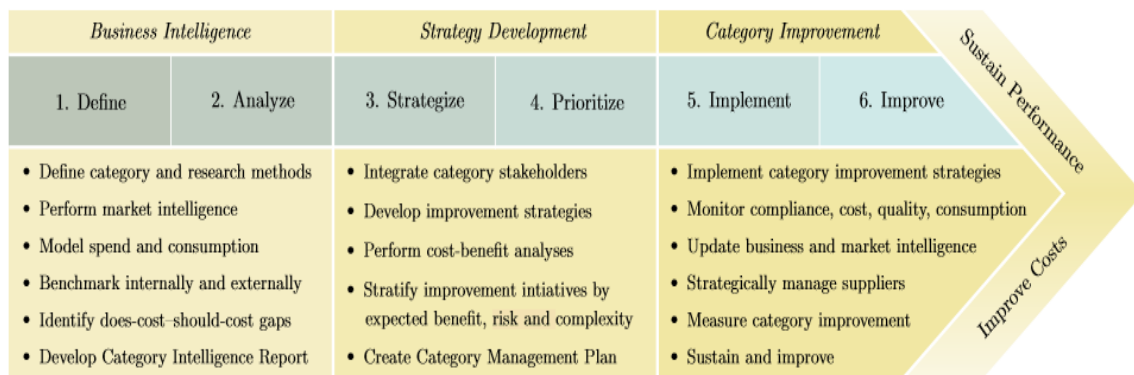 Business Intelligence
Strategy Development
Category Improvement
1. Define
2. Analyze
3. Strategize
4. Prioritize
5. Implement
6. Improve
• Define category and research methods
• Perform market intelligence
• Model spend and consumption
• Benchmark internally and externally
• Identify does-cost–should-cost gaps
• Develop Category Intelligence Report
• Integrate category stakeholders
• Develop improvement strategies
• Perform cost-benefit analyses
• Stratify improvement intiatives by
expected benefit, risk and complexity
• Create Category Management Plan
• Implement category improvement strategies
• Monitor compliance, cost, quality, consumption
• Update business and market intelligence
• Strategically manage suppliers
• Measure category improvement
• Sustain and improve
Sustain Performance
Improve Costs